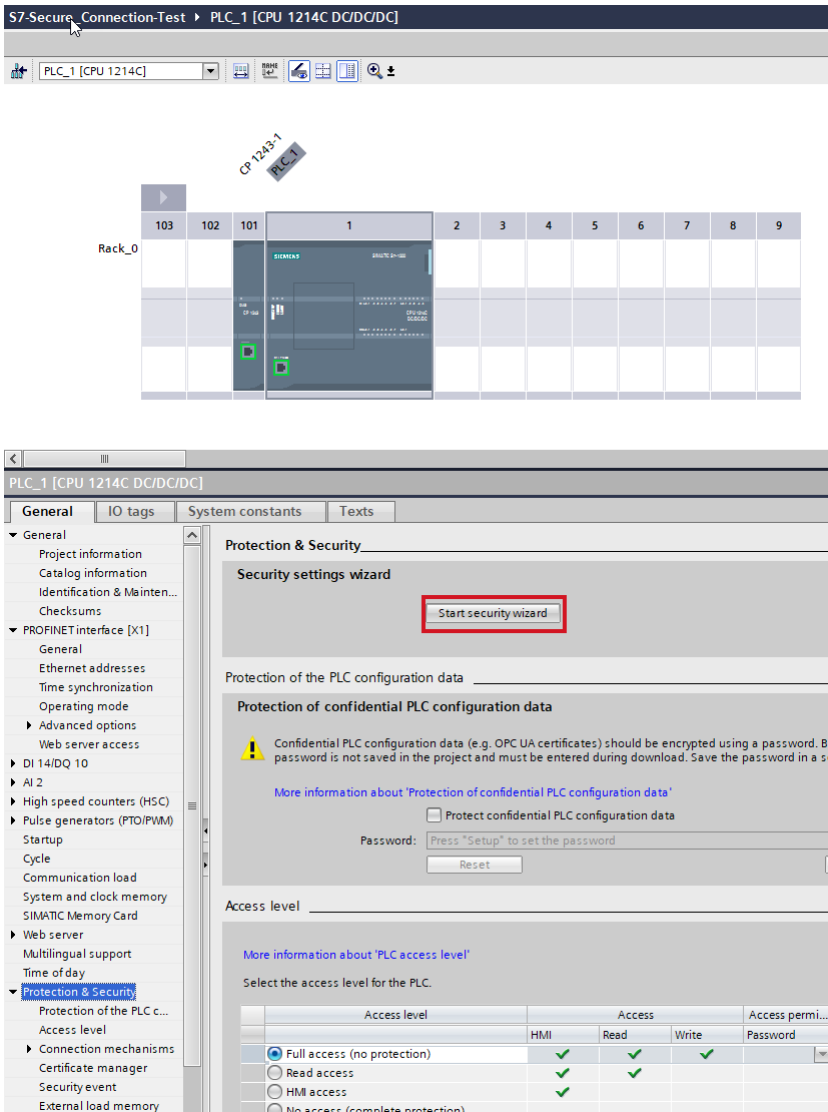 S7-Secure_Connection-Test ▸ PLC_1 [CPU 1214C DC/DC/DC]
PLC_1 [CPU 1214C]
CP 1243-1
PLC_1
103 102 101 1 2 3 4 5 6 7 8 9
Rack_0
SIEMENS
PLC_1 [CPU 1214C DC/DC/DC]
General IO tags System constants Texts
General
Project information
Catalog information
Identification & Mainten...
Checksums
PROFINET interface [X1]
General
Ethernet addresses
Time synchronization
Operating mode
Advanced options
Web server access
DI 14/DQ 10
AI 2
High speed counters (HSC)
Pulse generators (PTO/PWM)
Startup
Cycle
Communication load
System and clock memory
SIMATIC Memory Card
Web server
Multilingual support
Time of day
Protection & Security
Protection of the PLC c...
Access level
Connection mechanisms
Certificate manager
Security event
External load memory
Protection & Security
Security settings wizard
Start security wizard
Protection of the PLC configuration data
Protection of confidential PLC configuration data
Confidential PLC configuration data (e.g. OPC UA certificates) should be encrypted using a password. B
password is not saved in the project and must be entered during download. Save the password in a s
More information about 'Protection of confidential PLC configuration data'
Protect confidential PLC configuration data
Password: Press "Setup" to set the password
Reset
Access level
More information about 'PLC access level'
Select the access level for the PLC.
Access level Access Access permi...
HMI Read Write Password
Full access (no protection)
Read access
HMI access
No access (complete protection)